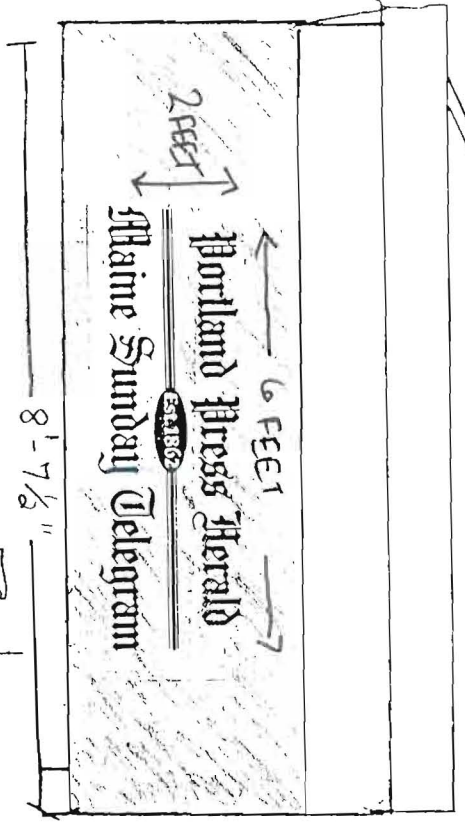 6 FEET
2 FEET
Portland Press Herald
Est. 1862
Maine Sunday Telegram
8'-7½"